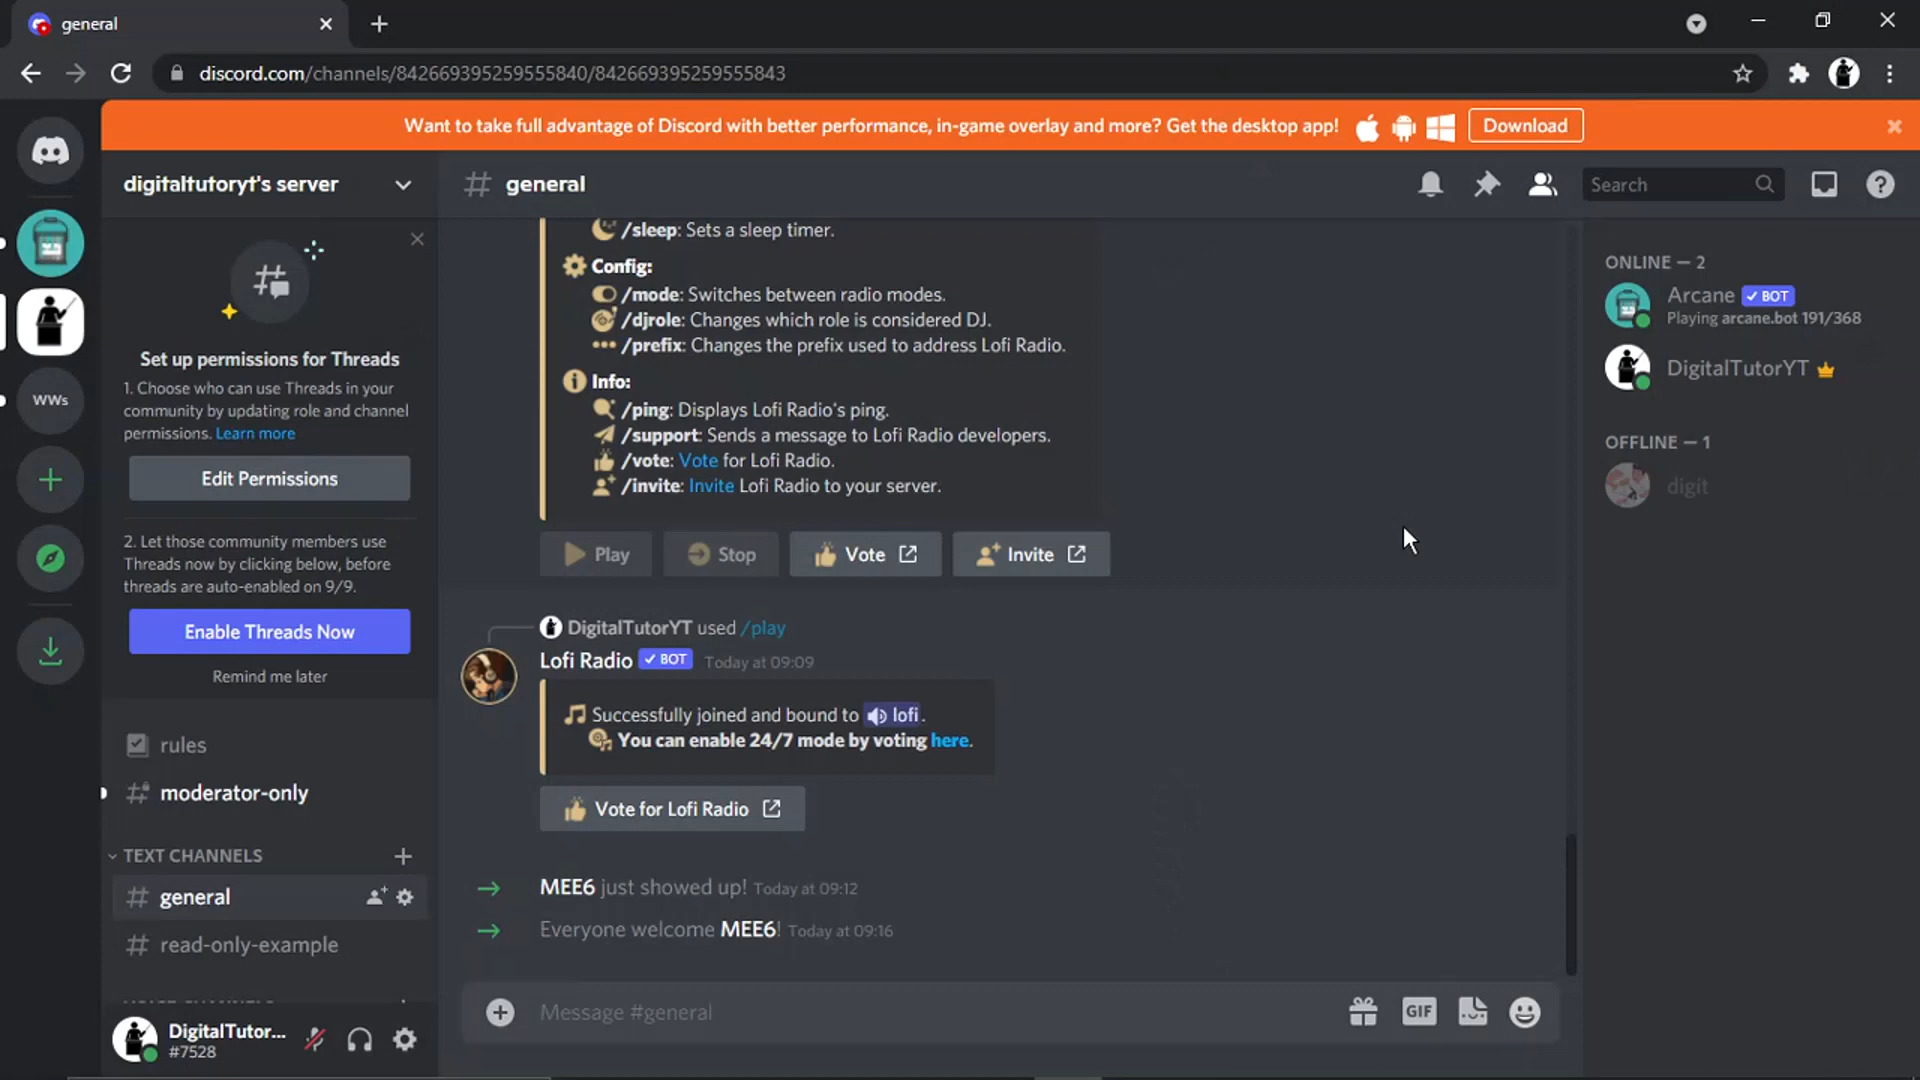 general
discord.com/channels/842669395259555840/842669395259555843
Want to take full advantage of Discord with better performance, in-game overlay and more? Get the desktop app!
Download
digitaltutoryt's server
general
Search
Set up permissions for Threads
1. Choose who can use Threads in your
community by updating role and channel
permissions. Learn more
Edit Permissions
2. Let those community members use
Threads now by clicking below, before
threads are auto-enabled on 9/9.
Enable Threads Now
Remind me later
WWs
rules
moderator-only
TEXT CHANNELS
general
read-only-example
DigitalTutor...
#7528
/sleep: Sets a sleep timer.
Config:
/mode: Switches between radio modes.
/djrole: Changes which role is considered DJ.
/prefix: Changes the prefix used to address Lofi Radio.
Info:
/ping: Displays Lofi Radio's ping.
/support: Sends a message to Lofi Radio developers.
/vote: Vote for Lofi Radio.
/invite: Invite Lofi Radio to your server.
Play
Stop
Vote
Invite
DigitalTutorYT used /play
Lofi Radio BOT Today at 09:09
Successfully joined and bound to lofi.
You can enable 24/7 mode by voting here.
Vote for Lofi Radio
MEE6 just showed up! Today at 09:12
Everyone welcome MEE6! Today at 09:16
Message #general
GIF
ONLINE — 2
Arcane BOT
Playing arcane.bot 191/368
DigitalTutorYT
OFFLINE — 1
digit